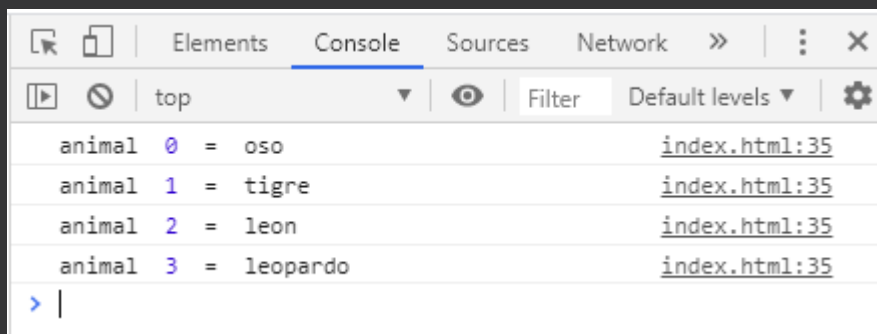 Elements Console Sources Network »
top Filter Default levels
animal 0 = oso index.html:35
animal 1 = tigre index.html:35
animal 2 = leon index.html:35
animal 3 = leopardo index.html:35
>